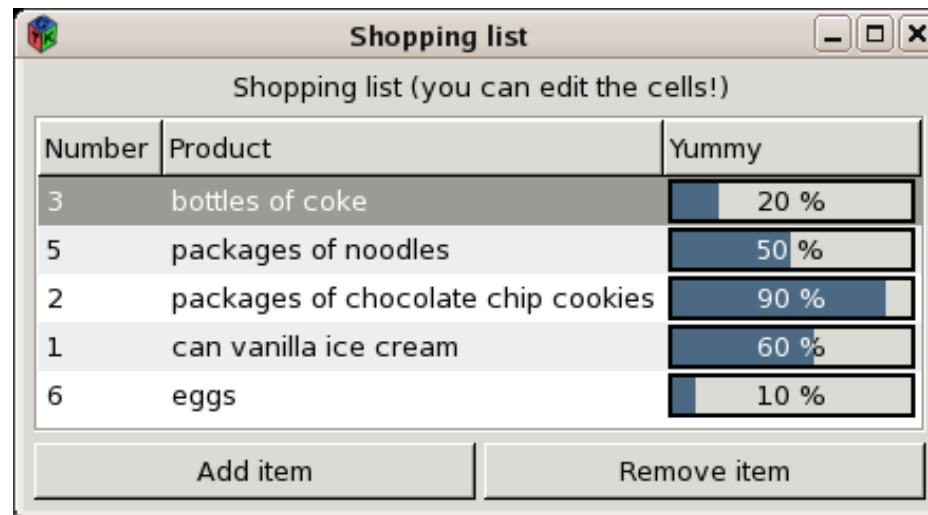 Shopping list
Shopping list (you can edit the cells!)
Number Product Yummy
3 bottles of coke 20 %
5 packages of noodles 50 %
2 packages of chocolate chip cookies 90 %
1 can vanilla ice cream 60 %
6 eggs 10 %
Add item Remove item